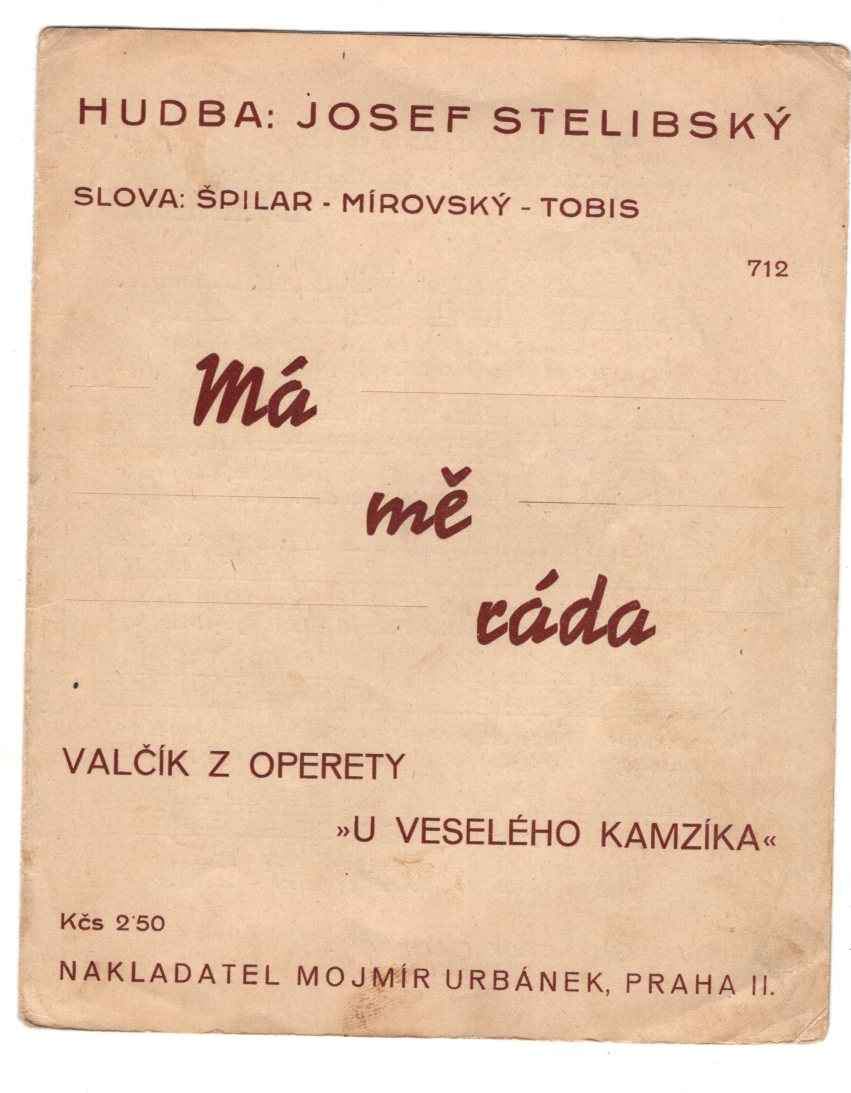 HUDBA: JOSEF STELIBSKÝ
SLOVA: ŠPILAR - MÍROVSKÝ - TOBIS
712
Má
mě
ráda
VALČÍK Z OPERETY
»U VESELÉHO KAMZÍKA«
Kčs 2·50
NAKLADATEL MOJMÍR URBÁNEK, PRAHA II.